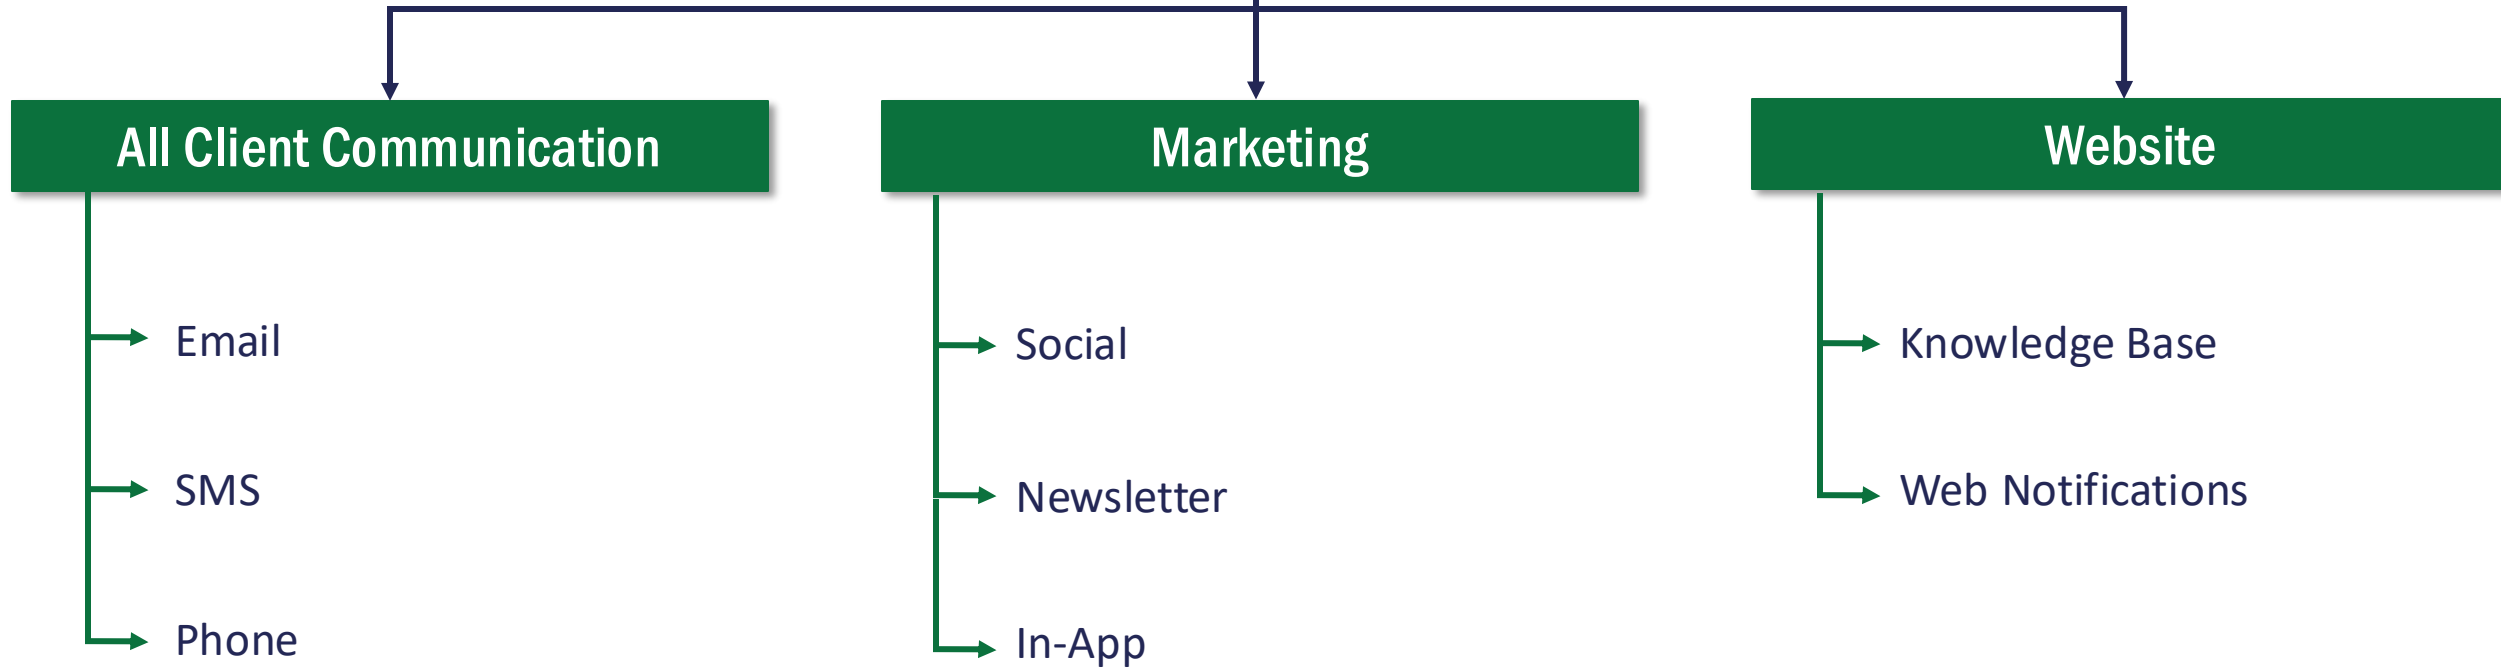 All Client Communication
Marketing
Website
Email
Social
Knowledge Base
SMS
Newsletter
Web Notifications
Phone
In-App